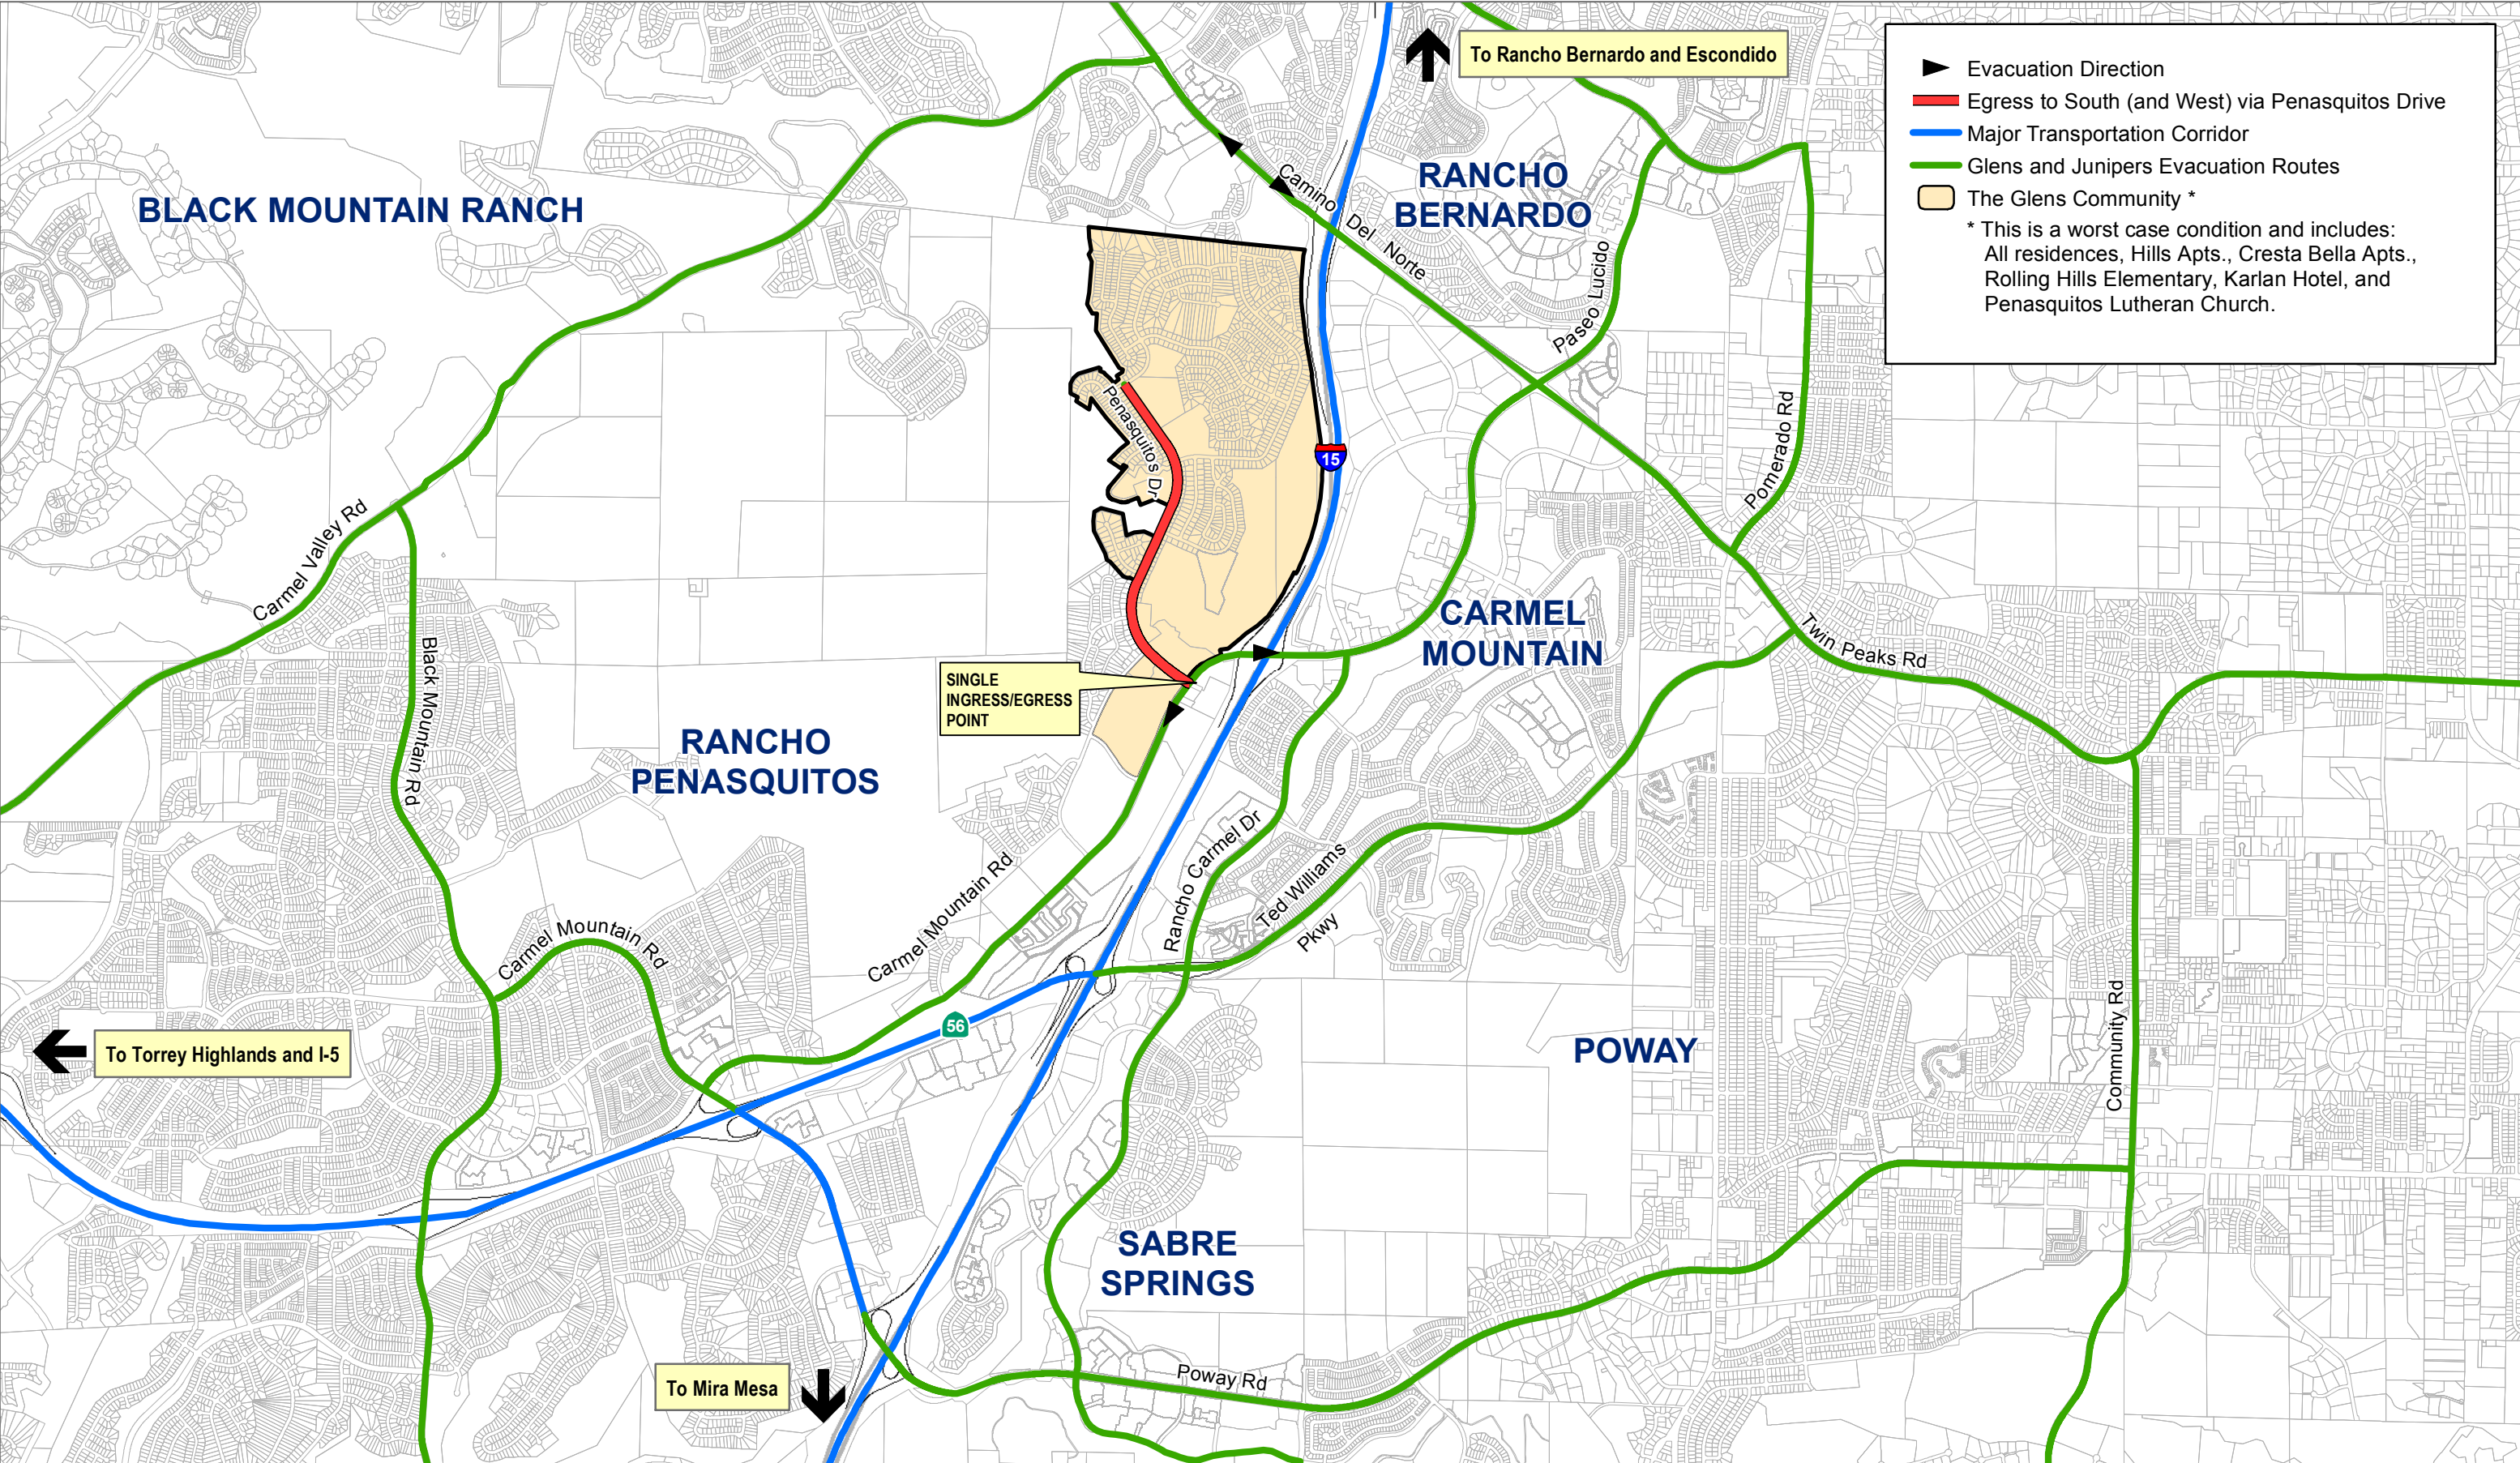 To Rancho Bernardo and Escondido
Evacuation Direction
Egress to South (and West) via Penasquitos Drive
Major Transportation Corridor
Glens and Junipers Evacuation Routes
The Glens Community *
* This is a worst case condition and includes:
All residences, Hills Apts., Cresta Bella Apts.,
Rolling Hills Elementary, Karlan Hotel, and
Penasquitos Lutheran Church.
BLACK MOUNTAIN RANCH
RANCHO
BERNARDO
Camino Del Norte
Paseo Lucido
Penasquitos Dr
15
Pomerado Rd
Carmel Valley Rd
Black Mountain Rd
CARMEL
MOUNTAIN
Twin Peaks Rd
SINGLE
INGRESS/EGRESS
POINT
RANCHO
PENASQUITOS
Carmel Mountain Rd
Rancho Carmel Dr
Ted Williams
Pkwy
Carmel Mountain Rd
56
To Torrey Highlands and I-5
POWAY
Community Rd
SABRE
SPRINGS
To Mira Mesa
Poway Rd